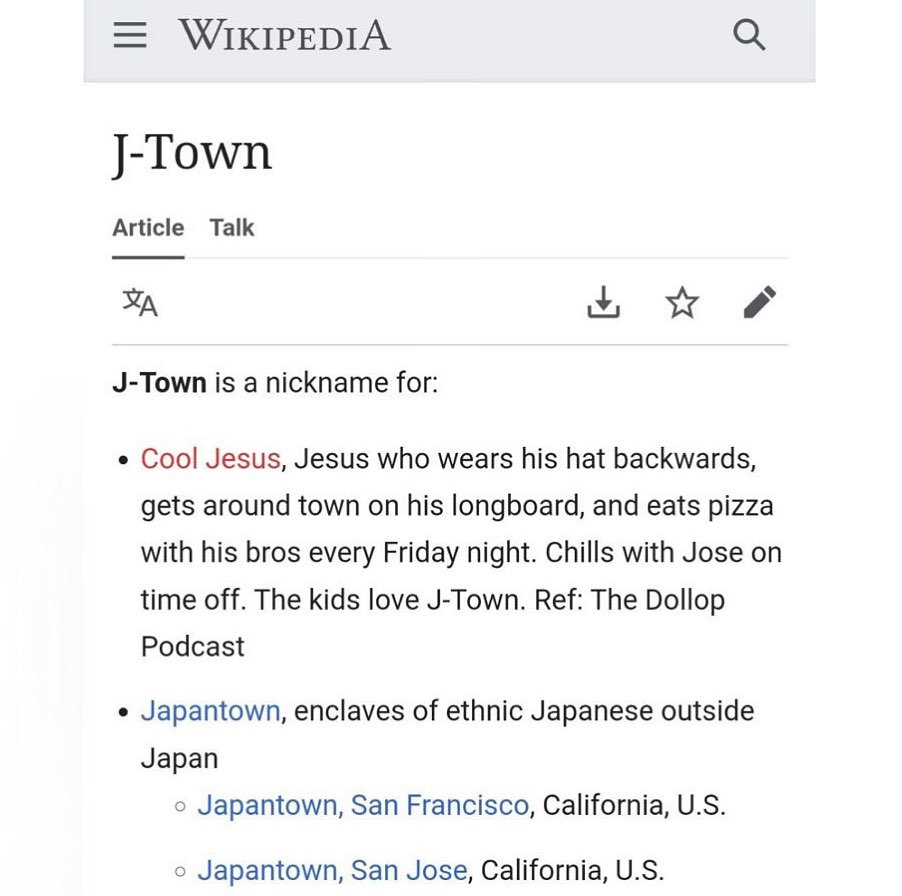 WIKIPEDIA
J-Town
Article Talk
文A
J-Town is a nickname for:
• Cool Jesus, Jesus who wears his hat backwards,
gets around town on his longboard, and eats pizza
with his bros every Friday night. Chills with Jose on
time off. The kids love J-Town. Ref: The Dollop
Podcast
• Japantown, enclaves of ethnic Japanese outside
Japan
◦ Japantown, San Francisco, California, U.S.
◦ Japantown, San Jose, California, U.S.